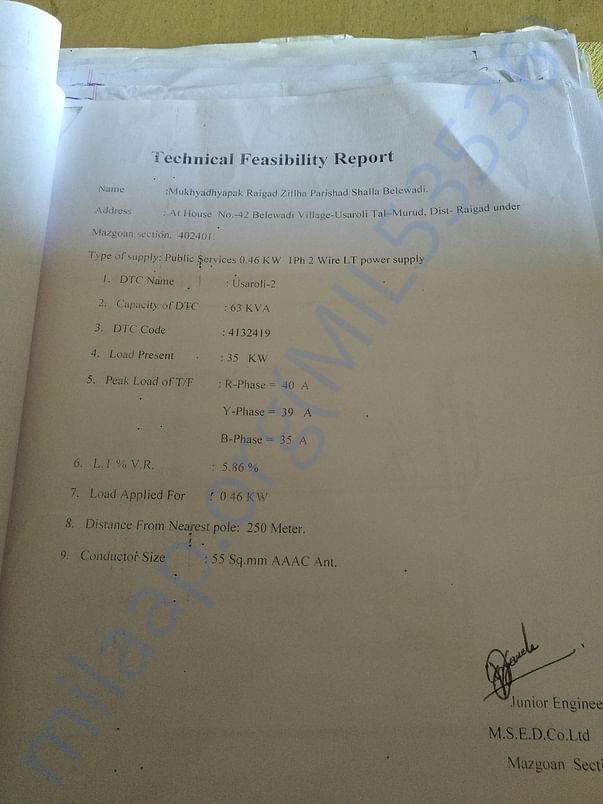 Technical Feasibility Report
Name :Mukhyadhyapak Raigad Zillha Parishad Shalla Belewadi.
Address : At House No.-42 Belewadi Village-Usaroli Tal–Murud, Dist- Raigad under
Mazgoan section. 402401.
Type of supply: Public Services 0.46 KW 1Ph 2 Wire LT power supply
1. DTC Name : Usaroli-2
2. Capacity of DTC : 63 KVA
3. DTC Code : 4132419
4. Load Present : 35 KW
5. Peak Load of T/F : R-Phase = 40 A
Y-Phase = 39 A
B-Phase = 35 A
6. L.T % V.R. : 5.86 %
7. Load Applied For : 0.46 KW
8. Distance From Nearest pole: 250 Meter.
9. Conductor Size : 55 Sq.mm AAAC Ant.
Junior Enginee
M.S.E.D.Co.Ltd
Mazgoan Secti
milaap.org(MIL53536